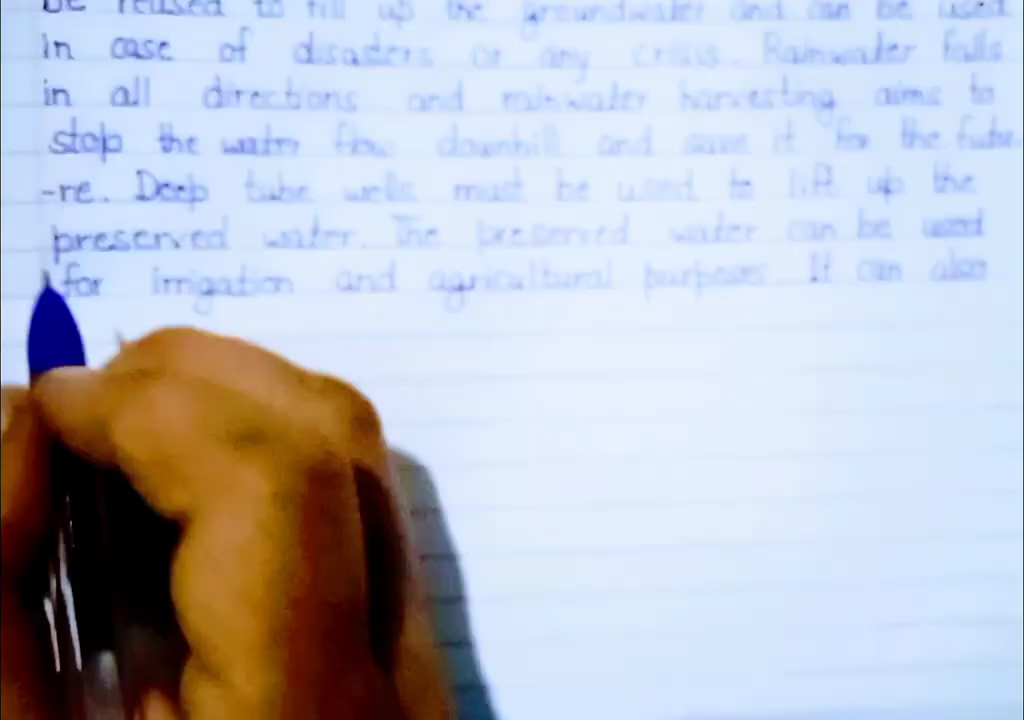 be reused to fill up the groundwater and can be used
In case of disasters or any crisis. Rainwater falls
in all directions and rainwater harvesting aims to
stop the water flow downhill and save it for the futu
-re. Deep tube wells must be used to lift up the
preserved water. The preserved water can be used
for irrigation and agricultural purposes. It can also